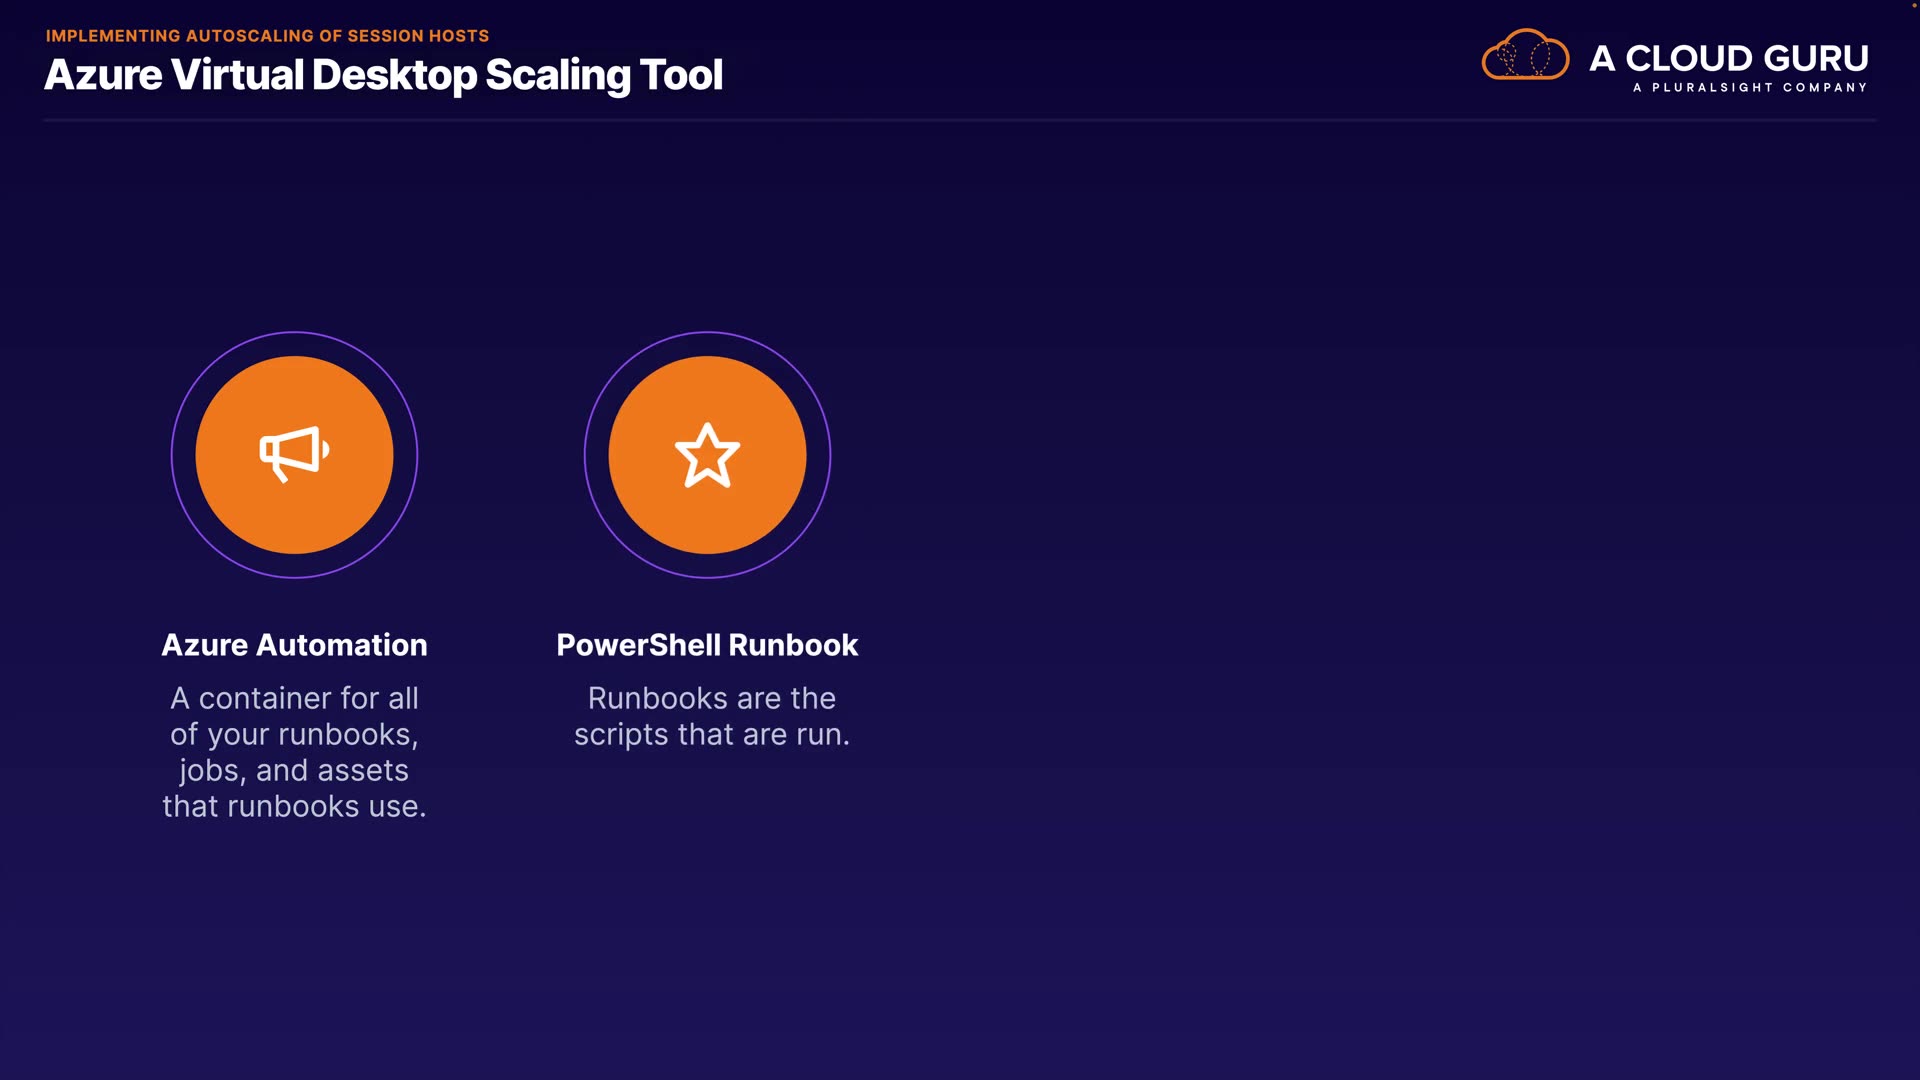 IMPLEMENTING AUTOSCALING OF SESSION HOSTS
Azure Virtual Desktop Scaling Tool
A CLOUD GURU
A PLURALSIGHT COMPANY
Azure Automation
A container for all
of your runbooks,
jobs, and assets
that runbooks use.
PowerShell Runbook
Runbooks are the
scripts that are run.